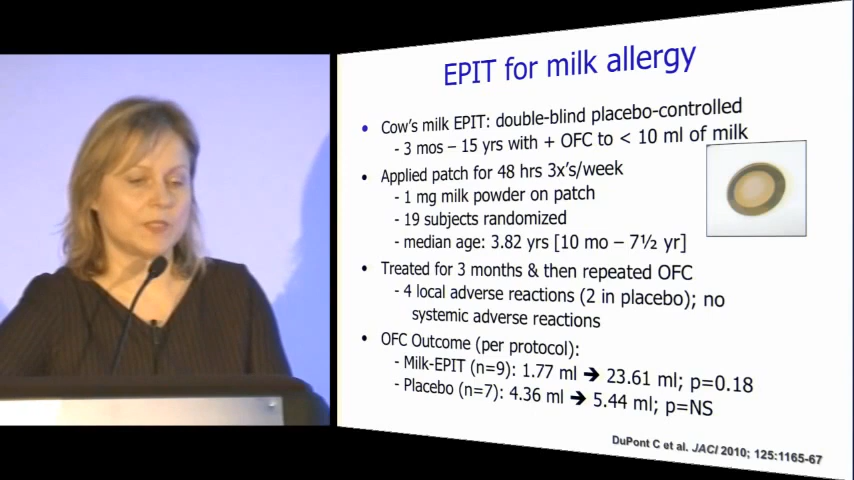 EPIT for milk allergy
• Cow's milk EPIT: double-blind placebo-controlled
- 3 mos – 15 yrs with + OFC to < 10 ml of milk
• Applied patch for 48 hrs 3x's/week
- 1 mg milk powder on patch
- 19 subjects randomized
- median age: 3.82 yrs [10 mo – 7½ yr]
• Treated for 3 months & then repeated OFC
- 4 local adverse reactions (2 in placebo); no
systemic adverse reactions
• OFC Outcome (per protocol):
- Milk-EPIT (n=9): 1.77 ml ➔ 23.61 ml; p=0.18
- Placebo (n=7): 4.36 ml ➔ 5.44 ml; p=NS
DuPont C et al. JACI 2010; 125:1165-67